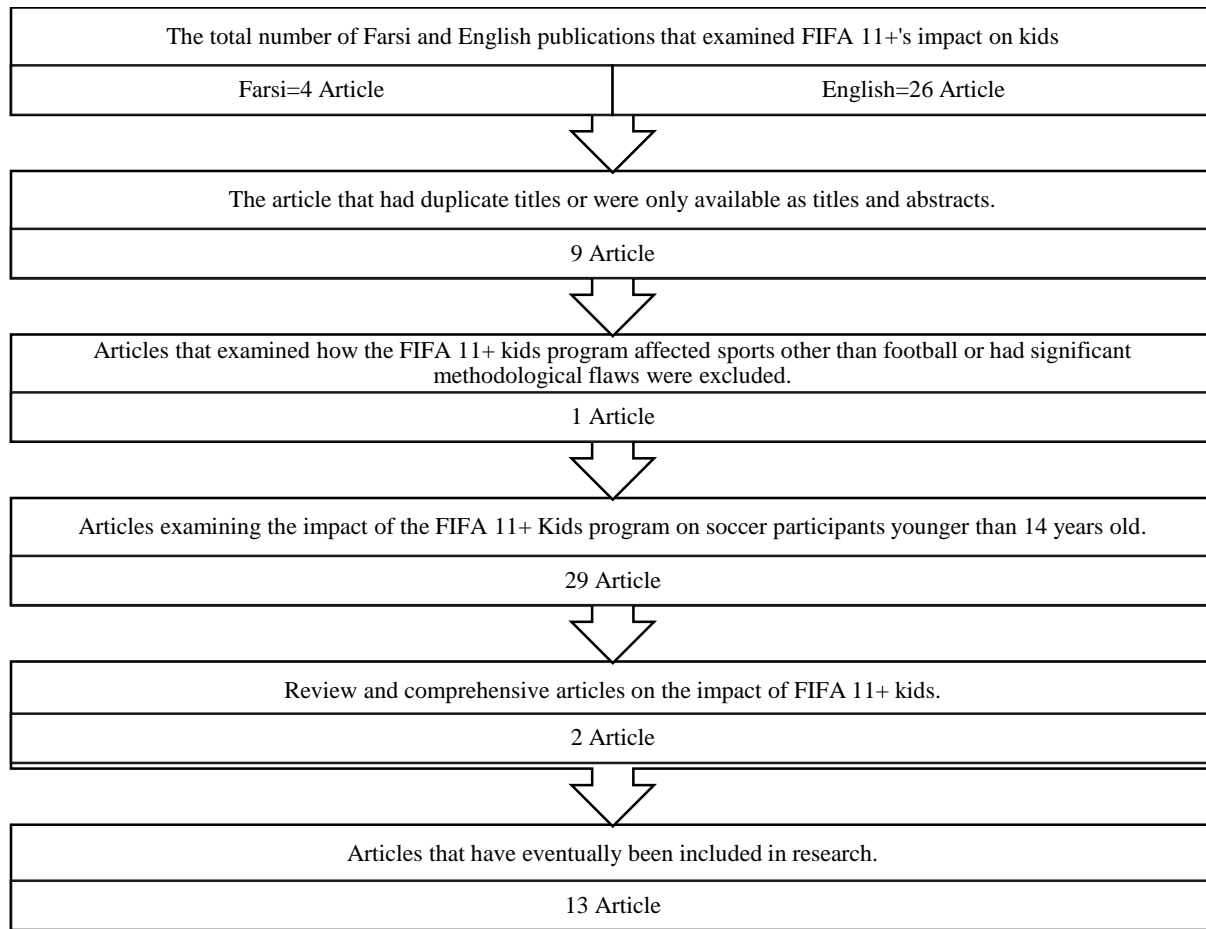 The total number of Farsi and English publications that examined FIFA 11+'s impact on kids
Farsi=4 Article
English=26 Article
The article that had duplicate titles or were only available as titles and abstracts.
9 Article
Articles that examined how the FIFA 11+ kids program affected sports other than football or had significant
methodological flaws were excluded.
1 Article
Articles examining the impact of the FIFA 11+ Kids program on soccer participants younger than 14 years old.
29 Article
Review and comprehensive articles on the impact of FIFA 11+ kids.
2 Article
Articles that have eventually been included in research.
13 Article